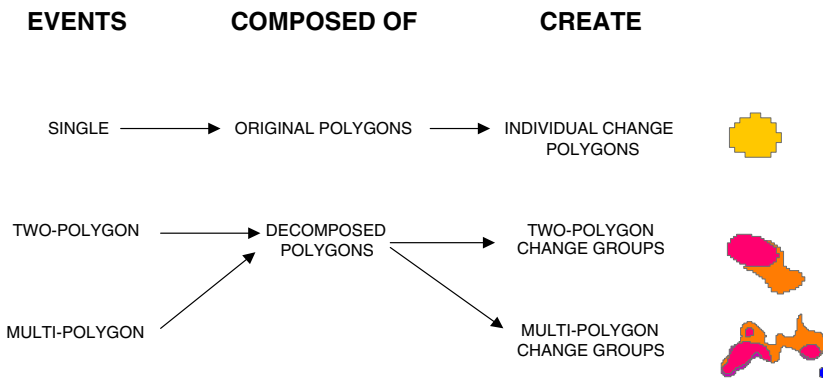 EVENTS COMPOSED OF CREATE
SINGLE ORIGINAL POLYGONS INDIVIDUAL CHANGE
POLYGONS
TWO-POLYGON DECOMPOSED TWO-POLYGON
POLYGONS CHANGE GROUPS
MULTI-POLYGON MULTI-POLYGON
CHANGE GROUPS